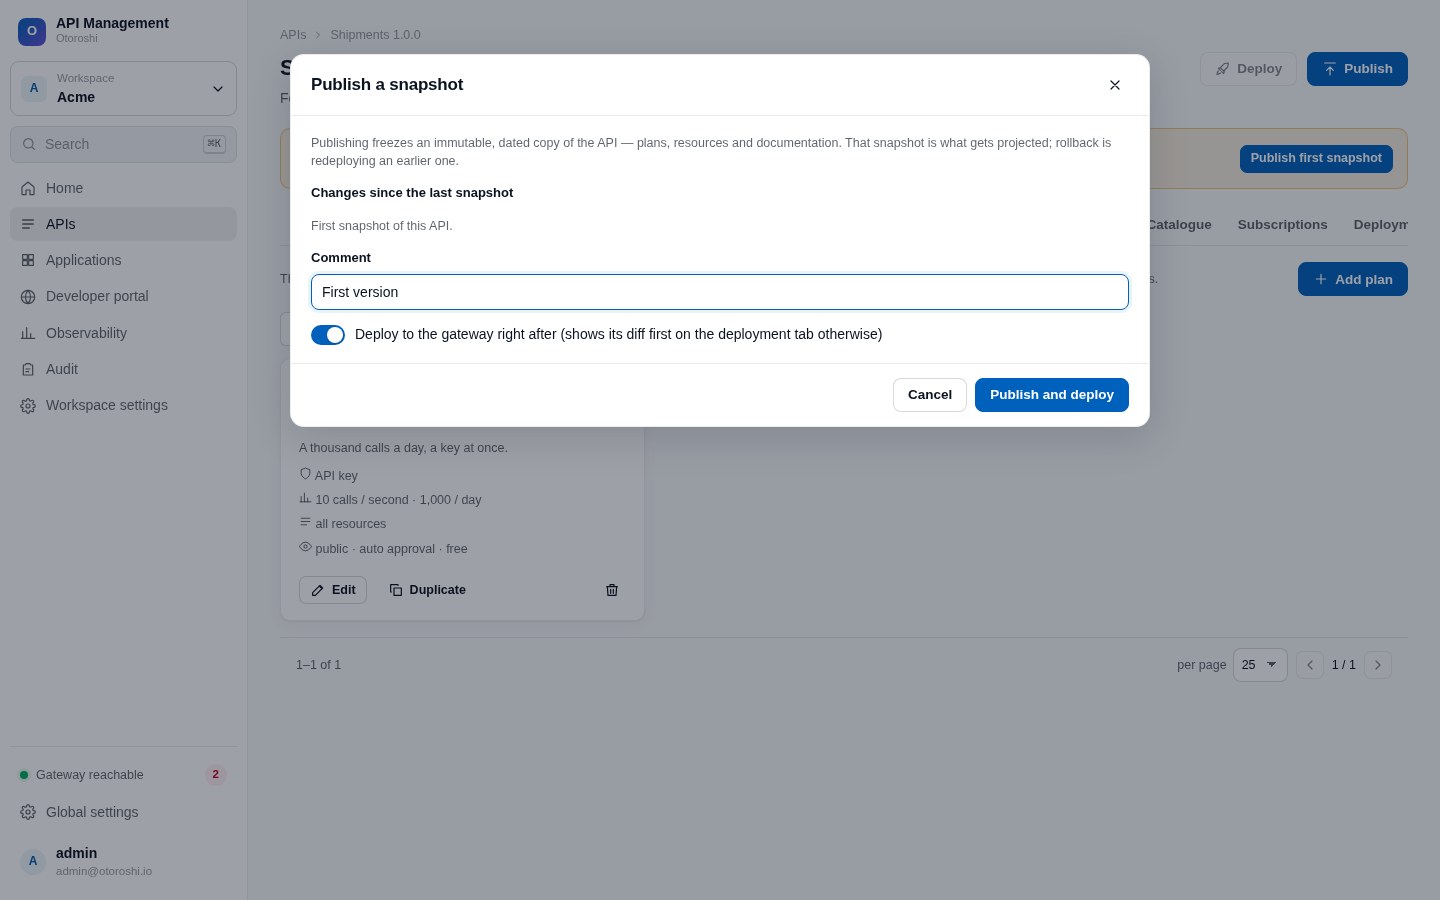 API Management
Otoroshi
Workspace
Acme
Search
⌘K
Home
APIs
Applications
Developer portal
Observability
Audit
Workspace settings
Gateway reachable
2
Global settings
A
admin
admin@otoroshi.io
APIs
Shipments 1.0.0
Deploy
Publish
Publish first snapshot
Catalogue
Subscriptions
Add plan
Publish a snapshot
Publishing freezes an immutable, dated copy of the API — plans, resources and documentation. That snapshot is what gets projected; rollback is
redeploying an earlier one.
Changes since the last snapshot
First snapshot of this API.
Comment
First version
Deploy to the gateway right after (shows its diff first on the deployment tab otherwise)
Cancel
Publish and deploy
A thousand calls a day, a key at once.
API key
10 calls / second · 1,000 / day
all resources
public · auto approval · free
Edit
Duplicate
1–1 of 1
per page
25
1 / 1